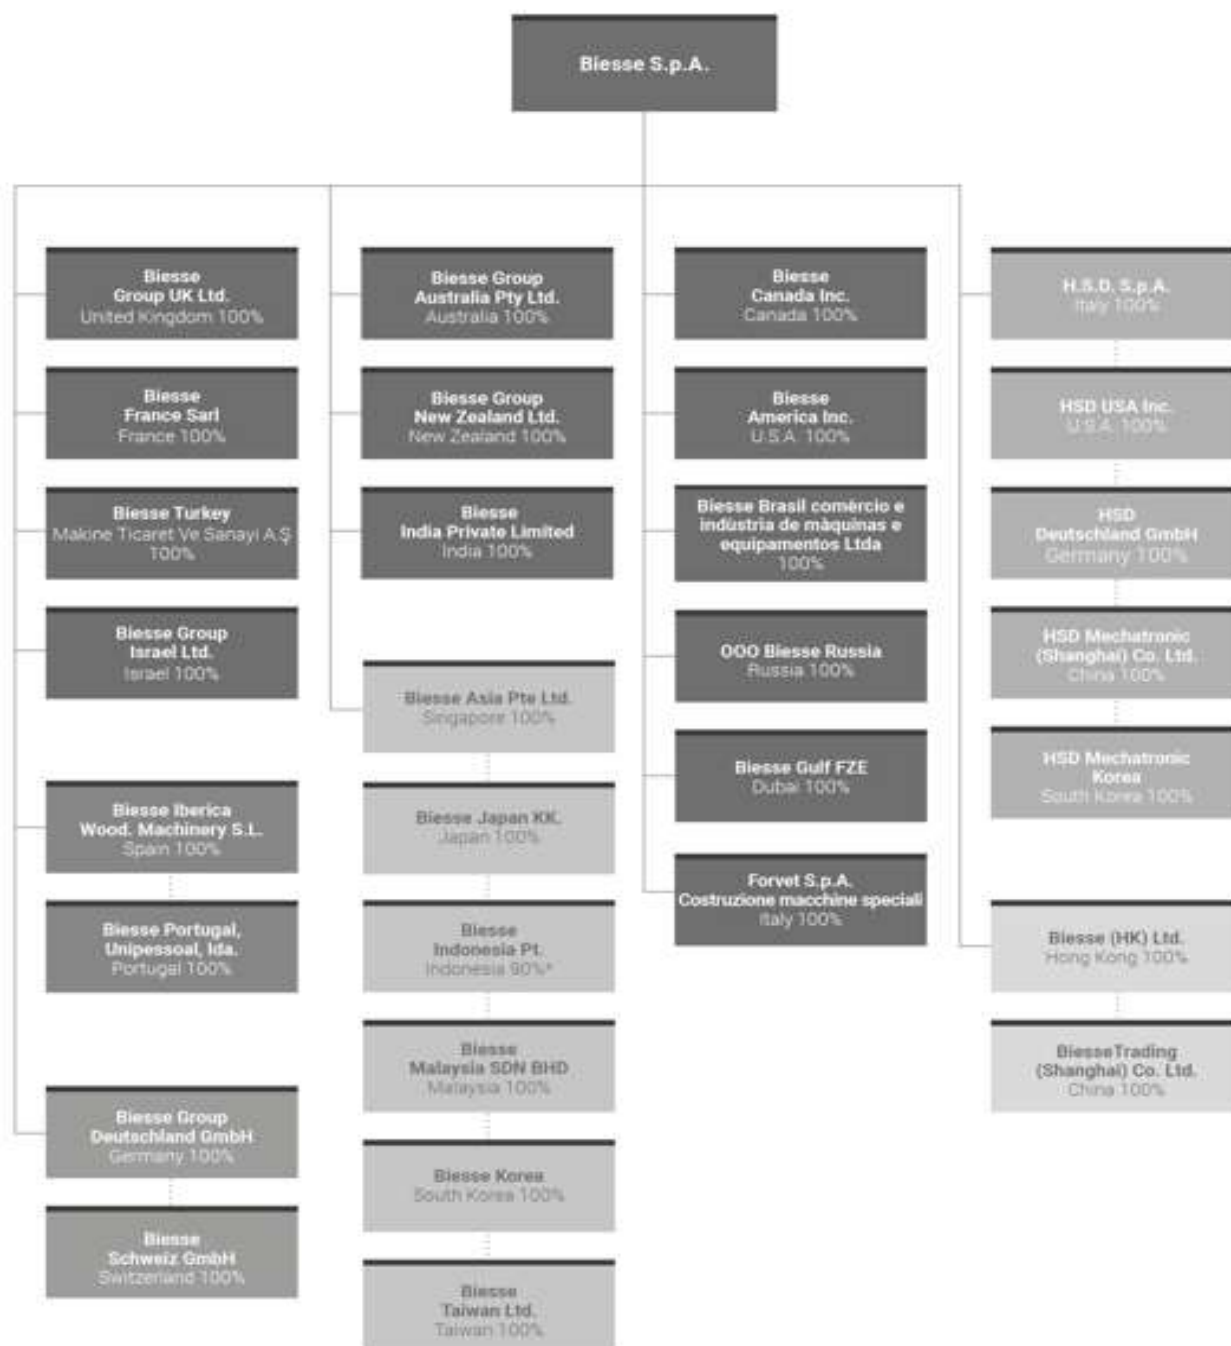 Biesse S.p.A.
Biesse
Group UK Ltd.
United Kingdom 100%
Biesse
France Sarl
France 100%
Biesse Turkey
Makine Ticaret Ve Sanayi A.Ş
100%
Biesse Group
Israel Ltd.
Israel 100%
Biesse Iberica
Wood. Machinery S.L.
Spain 100%
Biesse Portugal,
Unipessoal, lda.
Portugal 100%
Biesse Group
Deutschland GmbH
Germany 100%
Biesse
Schweiz GmbH
Switzerland 100%
Biesse Group
Australia Pty Ltd.
Australia 100%
Biesse Group
New Zealand Ltd.
New Zealand 100%
Biesse
India Private Limited
India 100%
Biesse Asia Pte Ltd.
Singapore 100%
Biesse Japan KK.
Japan 100%
Biesse
Indonesia Pt.
Indonesia 90%*
Biesse
Malaysia SDN BHD
Malaysia 100%
Biesse Korea
South Korea 100%
Biesse
Taiwan Ltd.
Taiwan 100%
Biesse
Canada Inc.
Canada 100%
Biesse
America Inc.
U.S.A. 100%
Biesse Brasil comércio e
indùstria de màquinas e
equipamentos Ltda
100%
OOO Biesse Russia
Russia 100%
Biesse Gulf FZE
Dubai 100%
Forvet S.p.A.
Costruzione macchine speciali
Italy 100%
H.S.D. S.p.A.
Italy 100%
HSD USA Inc.
U.S.A. 100%
HSD
Deutschland GmbH
Germany 100%
HSD Mechatronic
(Shanghai) Co. Ltd.
China 100%
HSD Mechatronic
Korea
South Korea 100%
Biesse (HK) Ltd.
Hong Kong 100%
BiesseTrading
(Shanghai) Co. Ltd.
China 100%